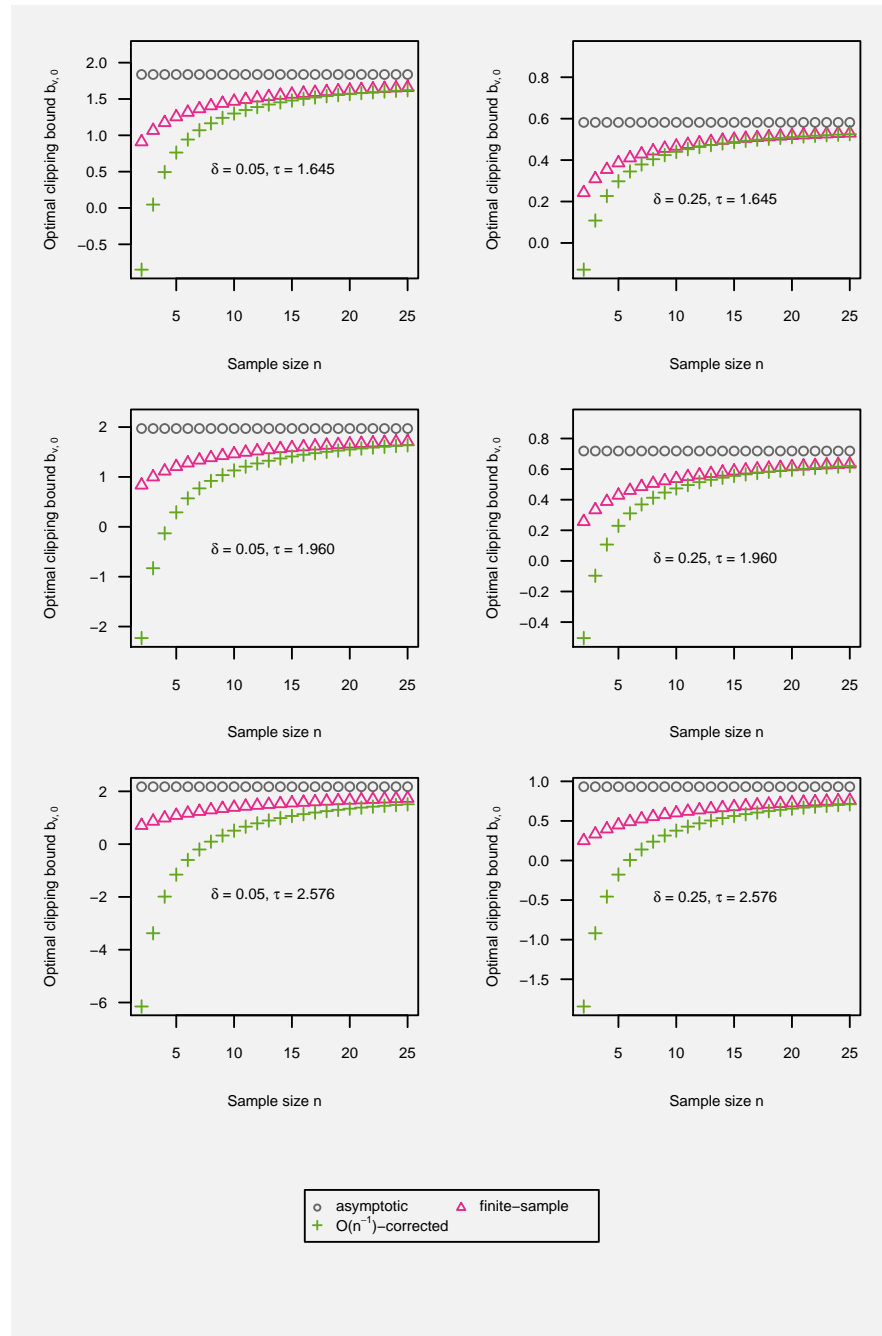 Optimal clipping bound b_{v, 0}
2.0
1.5
1.0
0.5
0.0
−0.5
δ = 0.05, τ = 1.645
5 10 15 20 25
Sample size n
Optimal clipping bound b_{v, 0}
0.8
0.6
0.4
0.2
0.0
δ = 0.25, τ = 1.645
5 10 15 20 25
Sample size n
Optimal clipping bound b_{v, 0}
2
1
0
−1
−2
δ = 0.05, τ = 1.960
5 10 15 20 25
Sample size n
Optimal clipping bound b_{v, 0}
0.8
0.6
0.4
0.2
0.0
−0.2
−0.4
δ = 0.25, τ = 1.960
5 10 15 20 25
Sample size n
Optimal clipping bound b_{v, 0}
2
0
−2
−4
−6
δ = 0.05, τ = 2.576
5 10 15 20 25
Sample size n
Optimal clipping bound b_{v, 0}
1.0
0.5
0.0
−0.5
−1.0
−1.5
δ = 0.25, τ = 2.576
5 10 15 20 25
Sample size n
asymptotic finite−sample
O(n⁻¹)−corrected